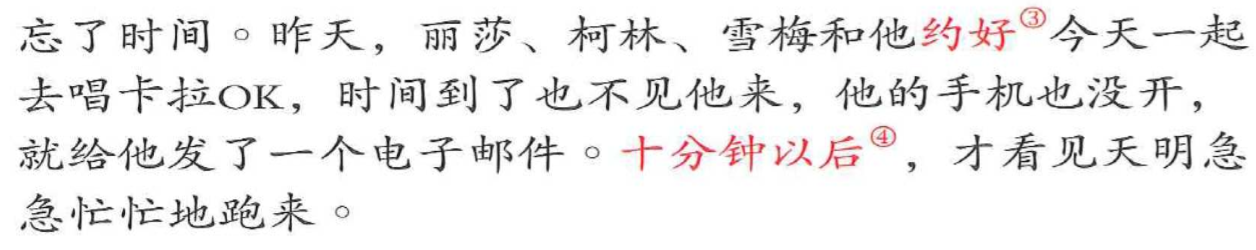 忘了时间。昨天，丽莎、柯林、雪梅和他约好③今天一起
去唱卡拉OK，时间到了也不见他来，他的手机也没开，
就给他发了一个电子邮件。十分钟以后④，才看见天明急
急忙忙地跑来。